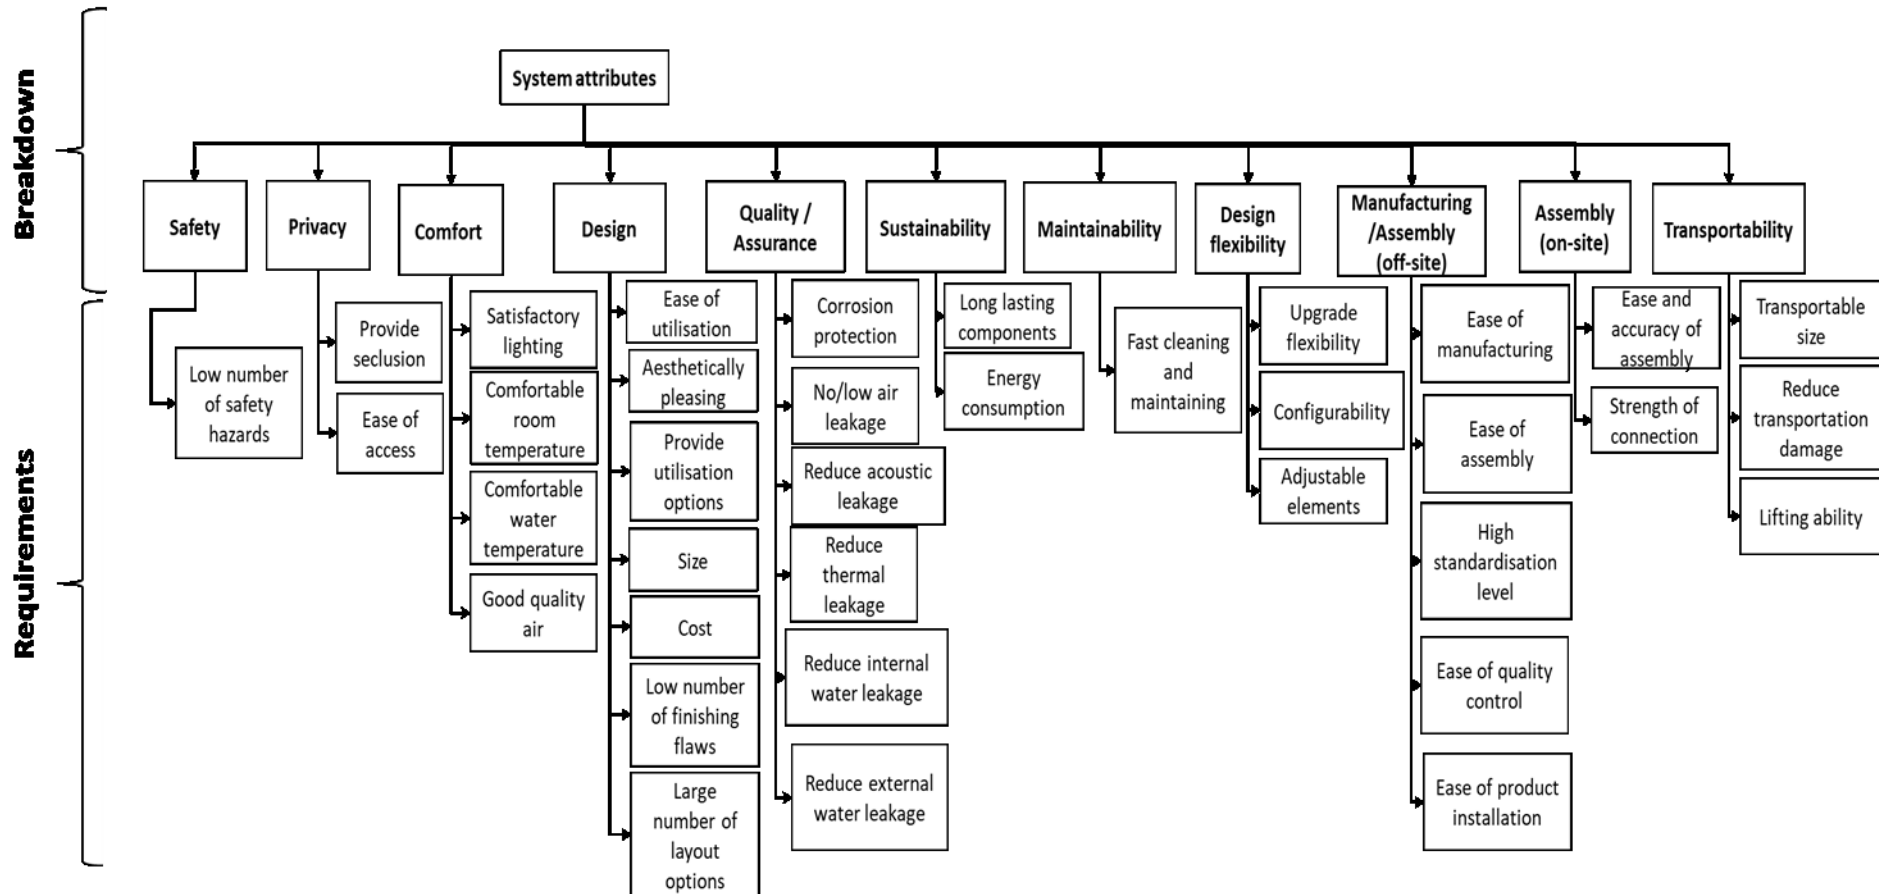 Breakdown
System attributes
Safety
Privacy
Comfort
Design
Quality /
Assurance
Sustainability
Maintainability
Design
flexibility
Manufacturing
/Assembly
(off-site)
Assembly
(on-site)
Transportability
Requirements
Low number
of safety
hazards
Provide
seclusion
Ease of
access
Satisfactory
lighting
Comfortable
room
temperature
Comfortable
water
temperature
Good quality
air
Ease of
utilisation
Aesthetically
pleasing
Provide
utilisation
options
Size
Cost
Low number
of finishing
flaws
Large
number of
layout
options
Corrosion
protection
No/low air
leakage
Reduce acoustic
leakage
Reduce
thermal
leakage
Reduce internal
water leakage
Reduce external
water leakage
Long lasting
components
Energy
consumption
Fast cleaning
and
maintaining
Upgrade
flexibility
Configurability
Adjustable
elements
Ease of
manufacturing
Ease of
assembly
High
standardisation
level
Ease of quality
control
Ease of product
installation
Ease and
accuracy of
assembly
Strength of
connection
Transportable
size
Reduce
transportation
damage
Lifting ability